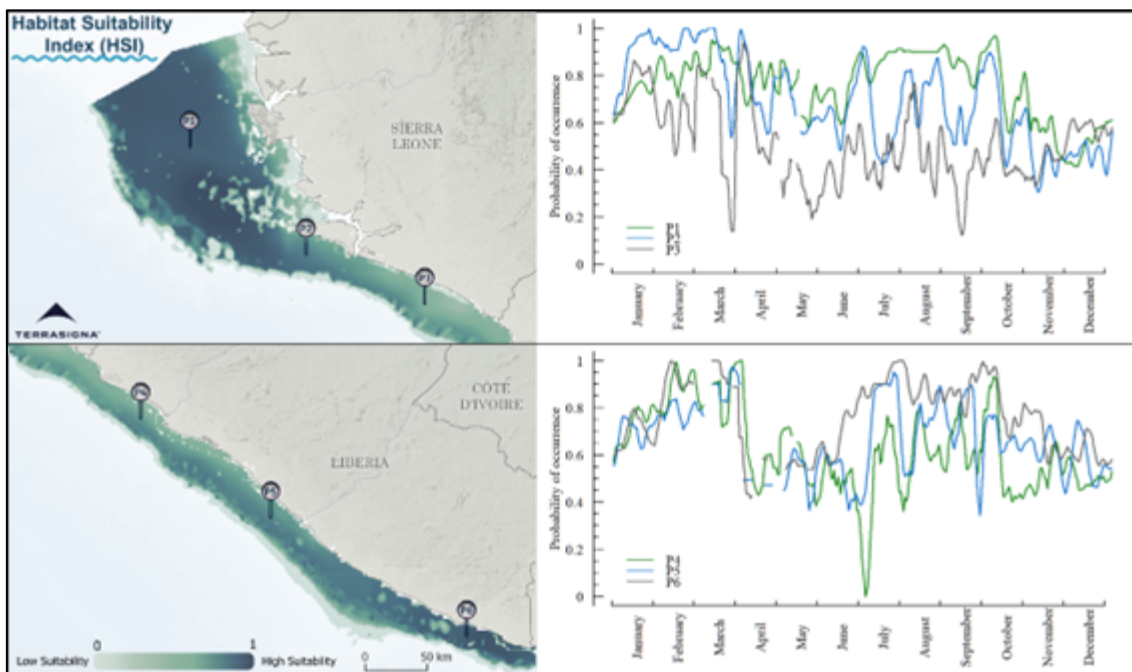 Habitat Suitability
Index (HSI)
P3
SIERRA
LEONE
P2
P1
TERRASIGNA
Probability of occurrence
1
0.8
0.6
0.4
0.2
0
January
February
March
April
May
June
July
August
September
October
November
December
P4
CÔTE
D'IVOIRE
LIBERIA
P5
P6
0
1
Low Suitability
High Suitability
0
50 km
Probability of occurrence
1
0.8
0.6
0.4
0.2
0
January
February
March
April
May
June
July
August
September
October
November
December